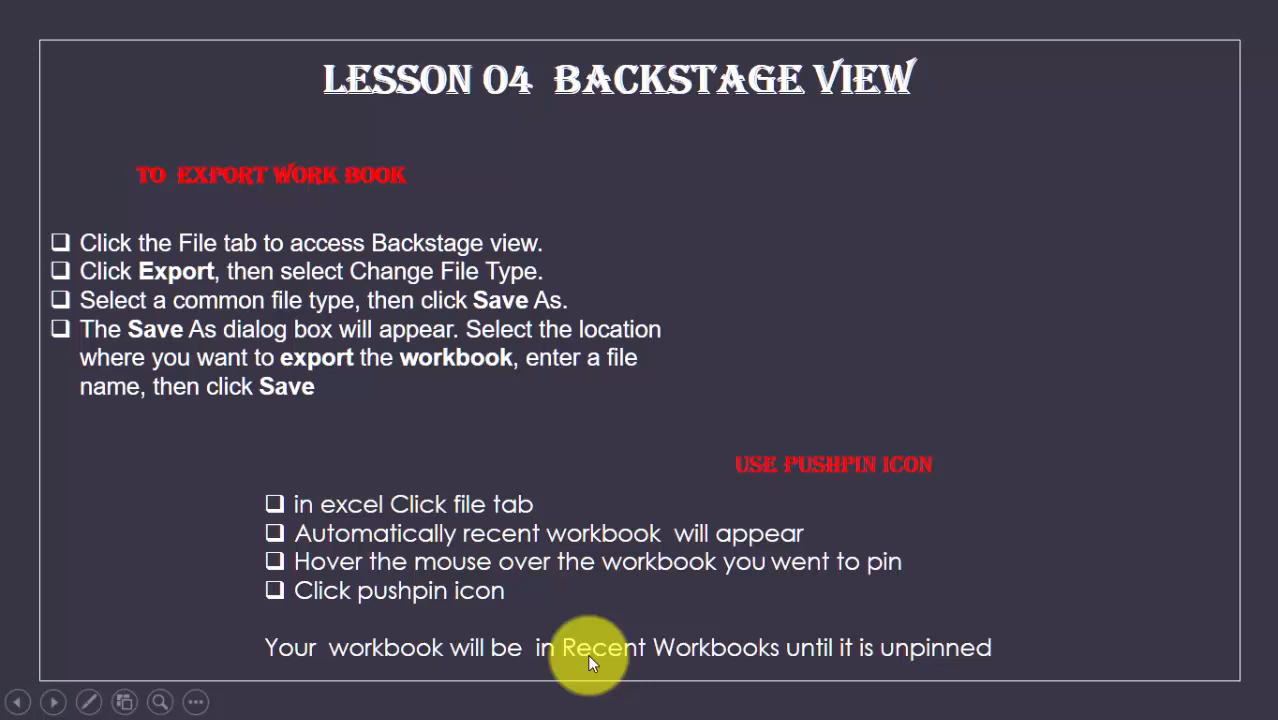 LESSON 04 BACKSTAGE VIEW
TO EXPORT WORK BOOK
Click the File tab to access Backstage view.
Click Export, then select Change File Type.
Select a common file type, then click Save As.
The Save As dialog box will appear. Select the location
where you want to export the workbook, enter a file
name, then click Save
USE PUSHPIN ICON
in excel Click file tab
Automatically recent workbook will appear
Hover the mouse over the workbook you went to pin
Click pushpin icon
Your workbook will be in Recent Workbooks until it is unpinned